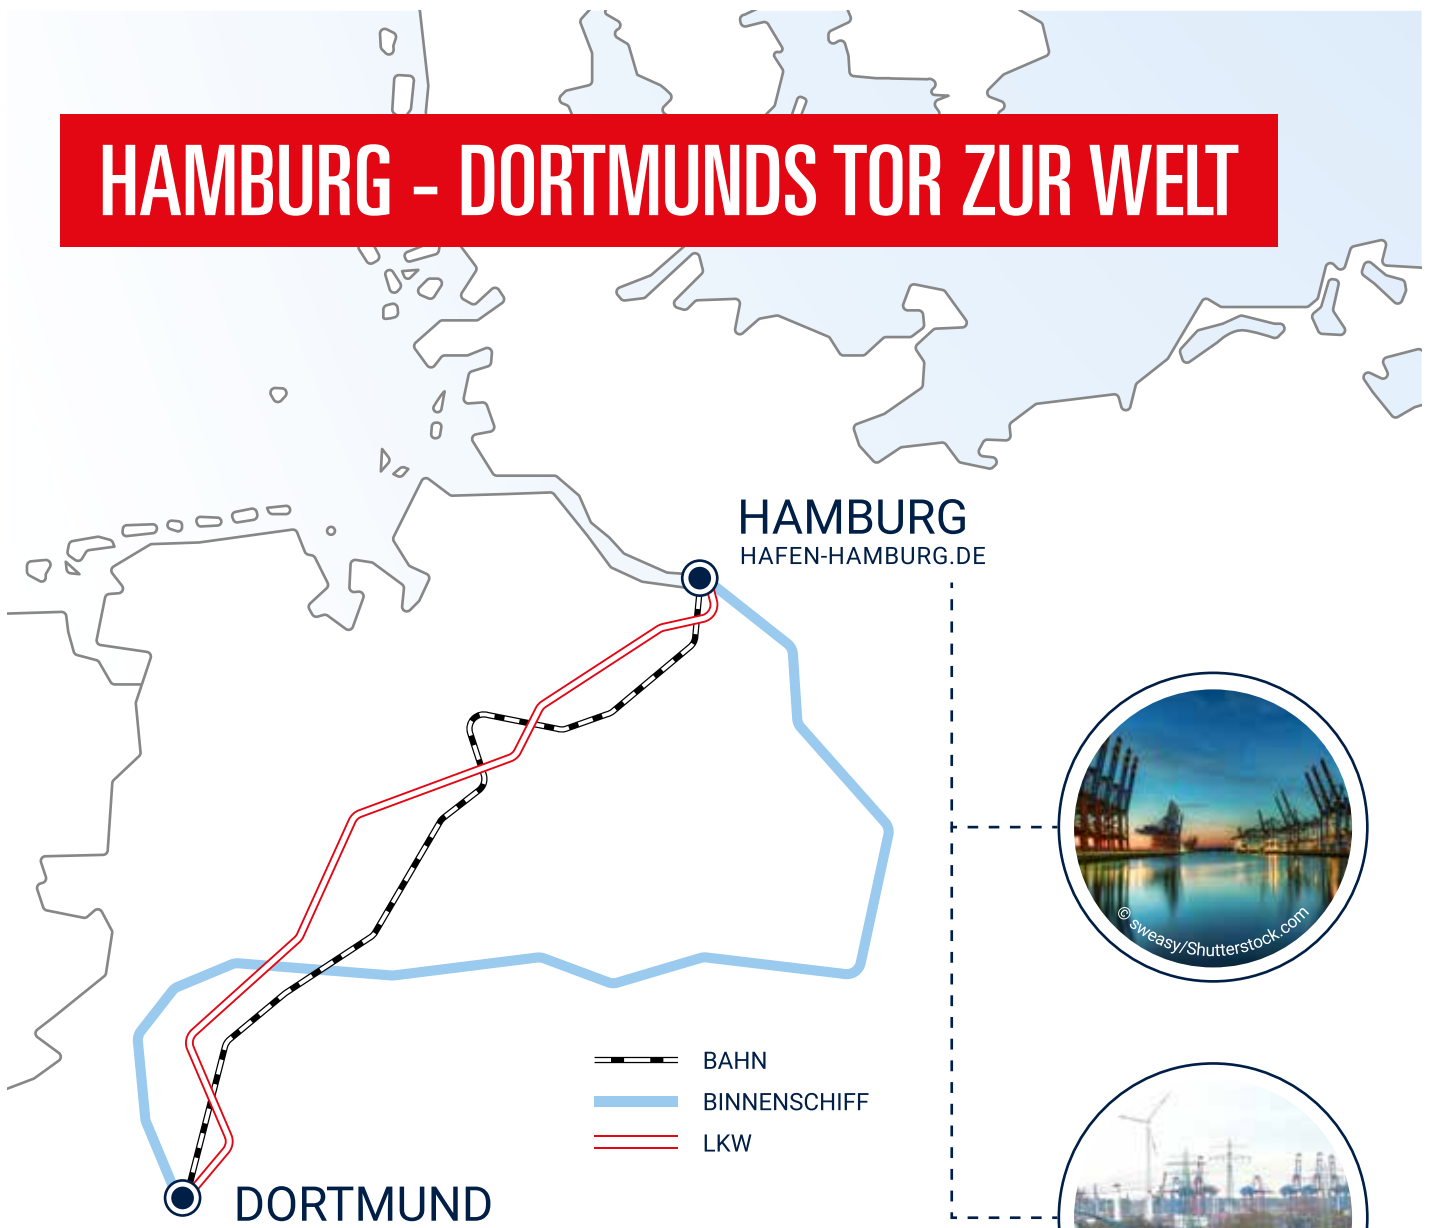 HAMBURG – DORTMUNDS TOR ZUR WELT
HAMBURG
HAFEN-HAMBURG.DE
© sweasy/Shutterstock.com
BAHN
BINNENSCHIFF
LKW
DORTMUND